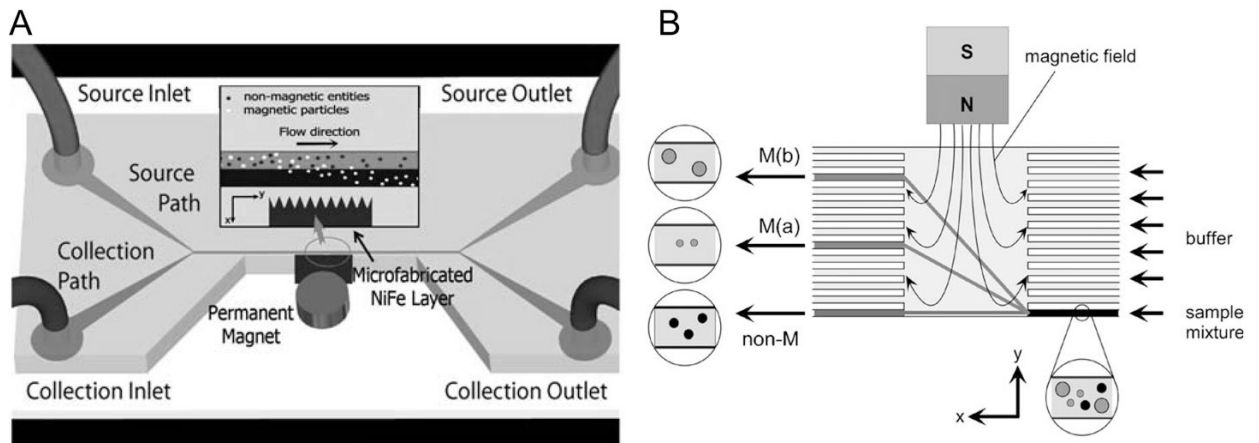 A
Source Inlet
Source Outlet
non-magnetic entities
magnetic particles
Flow direction
y
x
Source
Path
Collection
Path
Microfabricated
NiFe Layer
Permanent
Magnet
Collection Inlet
Collection Outlet
B
S
N
magnetic field
M(b)
M(a)
non-M
buffer
sample
mixture
y
x